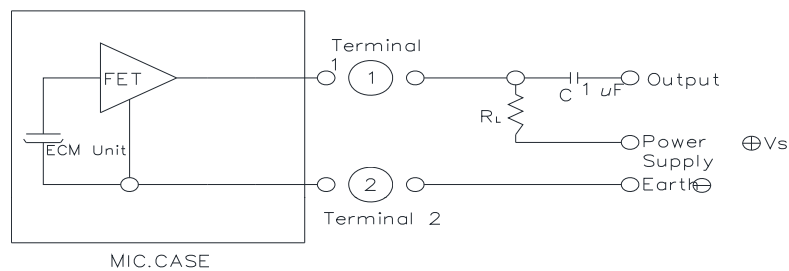 Terminal
1
FET
1
Output
C 1 uF
RL
ECM Unit
Power
Supply
⊕Vs
2
Earth⊖
Terminal 2
MIC.CASE